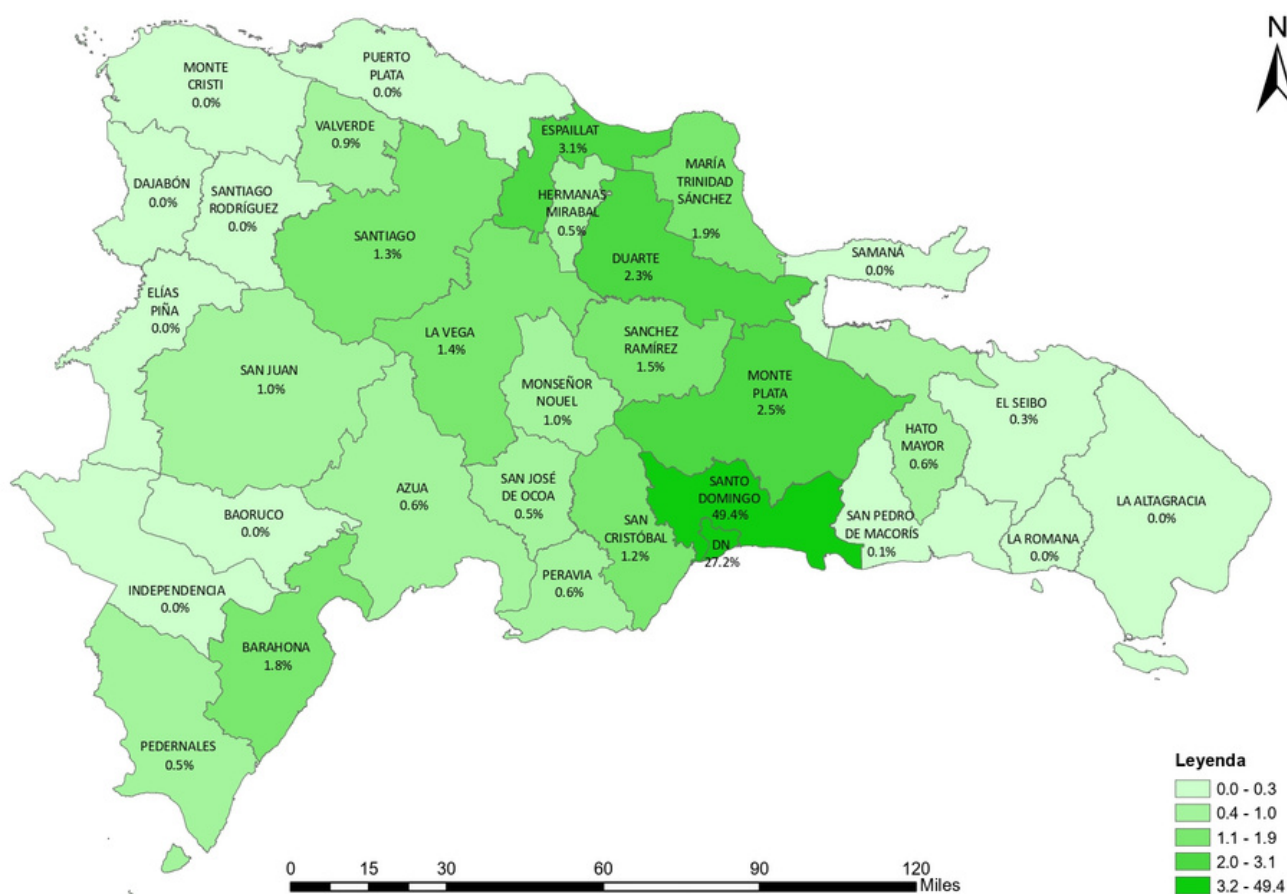 N
MONTE
CRISTI
0.0%
PUERTO
PLATA
0.0%
VALVERDE
0.9%
ESPAILLAT
3.1%
MARÍA
TRINIDAD
SÁNCHEZ
1.9%
DAJABÓN
0.0%
SANTIAGO
RODRÍGUEZ
0.0%
HERMANAS
MIRABAL
0.5%
SANTIAGO
1.3%
DUARTE
2.3%
SAMANÁ
0.0%
ELÍAS
PIÑA
0.0%
LA VEGA
1.4%
SANCHEZ
RAMÍREZ
1.5%
SAN JUAN
1.0%
MONSEÑOR
NOUEL
1.0%
MONTE
PLATA
2.5%
EL SEIBO
0.3%
HATO
MAYOR
0.6%
AZUA
0.6%
SAN JOSÉ
DE OCOA
0.5%
SANTO
DOMINGO
49.4%
LA ALTAGRACIA
0.0%
BAORUCO
0.0%
SAN
CRISTÓBAL
1.2%
DN
27.2%
SAN PEDRO
DE MACORÍS
0.1%
LA ROMANA
0.0%
INDEPENDENCIA
0.0%
PERAVIA
0.6%
BARAHONA
1.8%
PEDERNALES
0.5%
Leyenda
0.0 - 0.3
0.4 - 1.0
1.1 - 1.9
2.0 - 3.1
3.2 - 49.4
0 15 30 60 90 120
Miles